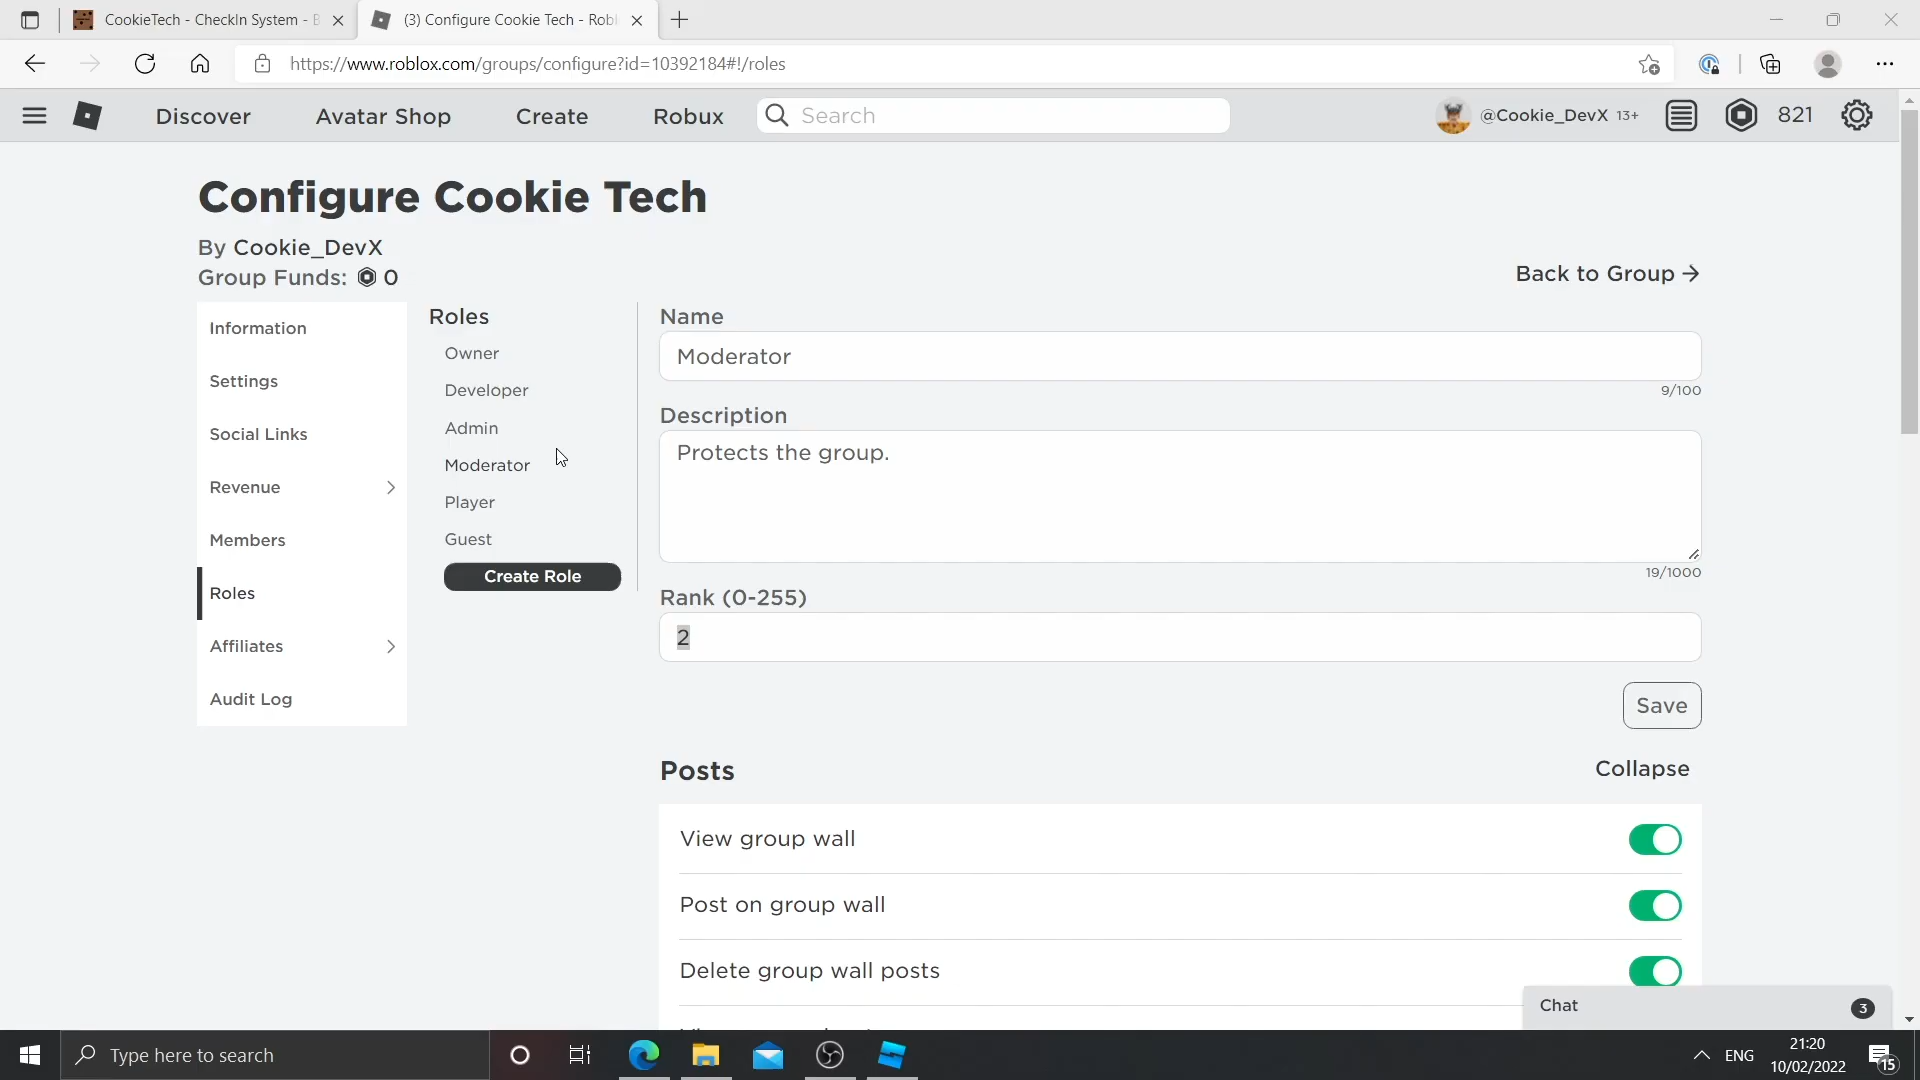 CookieTech - CheckIn System - B
(3) Configure Cookie Tech - Robl
https://www.roblox.com/groups/configure?id=10392184#!/roles
Discover
Avatar Shop
Create
Robux
Search
@Cookie_DevX 13+
821
Configure Cookie Tech
By Cookie_DevX
Group Funds: 0
Back to Group →
Information
Settings
Social Links
Revenue
Members
Roles
Affiliates
Audit Log
Roles
Owner
Developer
Admin
Moderator
Player
Guest
Create Role
Name
Moderator
9/100
Description
Protects the group.
19/1000
Rank (0-255)
2
Save
Posts
Collapse
View group wall
Post on group wall
Delete group wall posts
Chat
3
Type here to search
ENG
21:20
10/02/2022
15